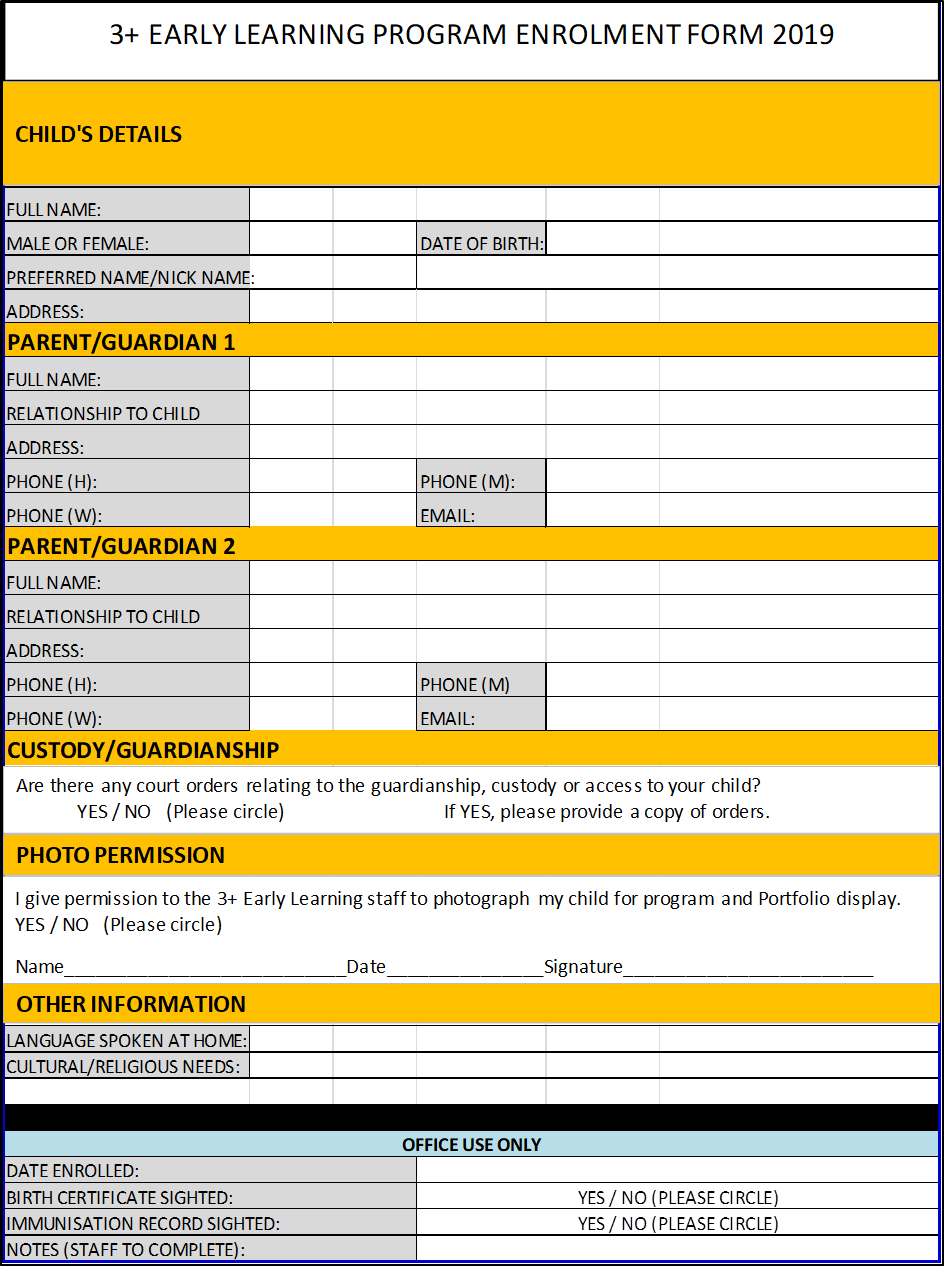 3+ EARLY LEARNING PROGRAM ENROLMENT FORM 2019
CHILD'S DETAILS
FULL NAME:
MALE OR FEMALE: DATE OF BIRTH:
PREFERRED NAME/NICK NAME:
ADDRESS:
PARENT/GUARDIAN 1
FULL NAME:
RELATIONSHIP TO CHILD
ADDRESS:
PHONE (H): PHONE (M):
PHONE (W): EMAIL:
PARENT/GUARDIAN 2
FULL NAME:
RELATIONSHIP TO CHILD
ADDRESS:
PHONE (H): PHONE (M)
PHONE (W): EMAIL:
CUSTODY/GUARDIANSHIP
Are there any court orders relating to the guardianship, custody or access to your child?
YES / NO (Please circle) If YES, please provide a copy of orders.
PHOTO PERMISSION
I give permission to the 3+ Early Learning staff to photograph my child for program and Portfolio display.
YES / NO (Please circle)
Name___________________________Date_______________Signature________________________
OTHER INFORMATION
LANGUAGE SPOKEN AT HOME:
CULTURAL/RELIGIOUS NEEDS:
OFFICE USE ONLY
DATE ENROLLED:
BIRTH CERTIFICATE SIGHTED: YES / NO (PLEASE CIRCLE)
IMMUNISATION RECORD SIGHTED: YES / NO (PLEASE CIRCLE)
NOTES (STAFF TO COMPLETE):